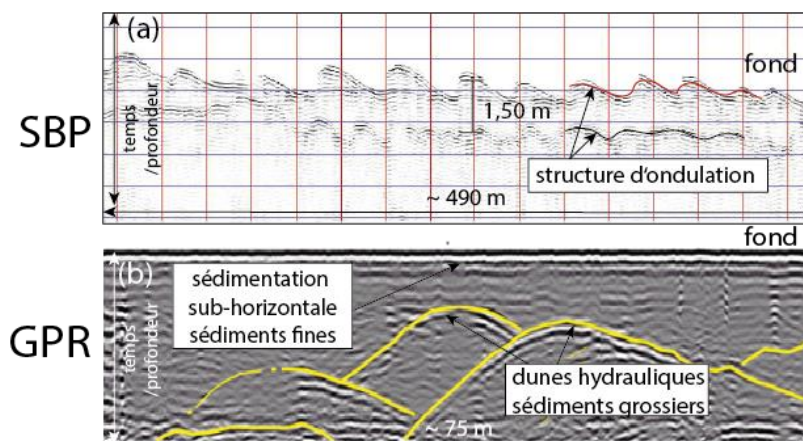 (a)
fond
SBP
temps
/profondeur
1,50 m
structure d'ondulation
~ 490 m
fond
(b)
sédimentation
sub-horizontale
sédiments fines
GPR
temps
/profondeur
dunes hydrauliques
sédiments grossiers
~ 75 m